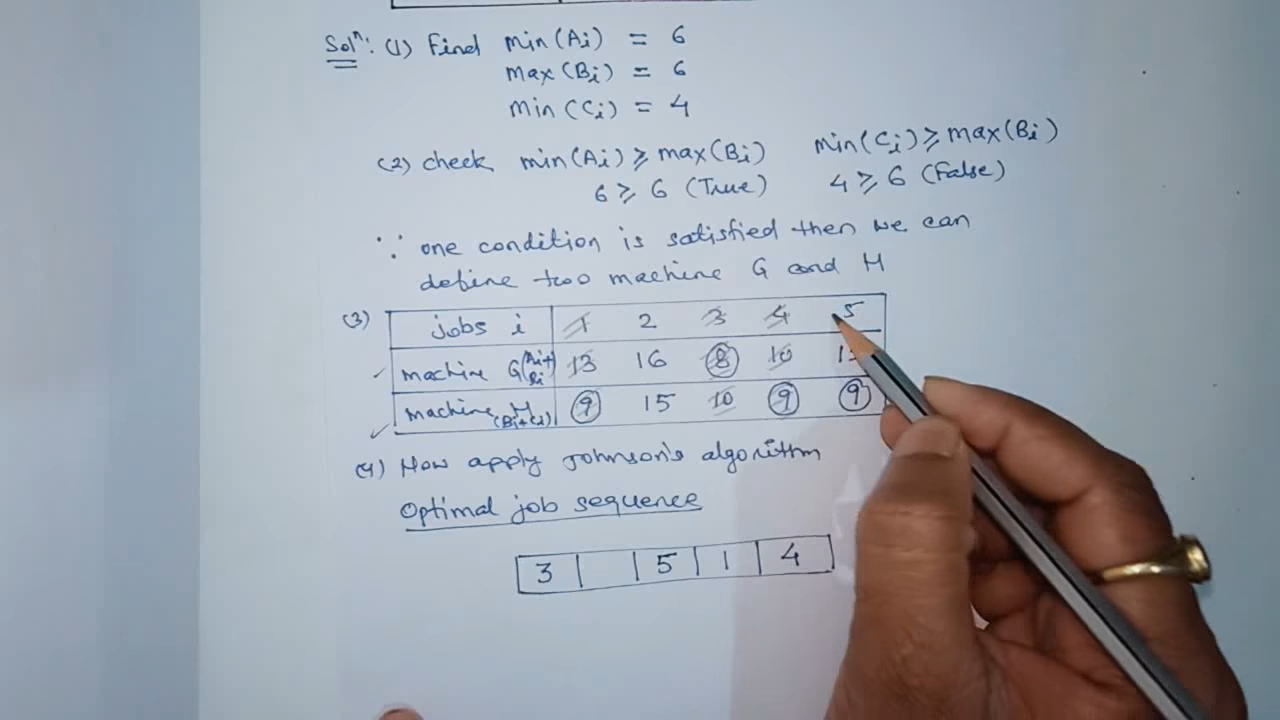 Solⁿ: (1) Find min(Ai) = 6
max(Bi) = 6
min(Ci) = 4
(2) check min(Ai) ≥ max(Bi) min(Ci) ≥ max(Bi)
6 ≥ 6 (True) 4 ≥ 6 (False)
∵ one condition is satisfied then we can
define two machine G and H
(3) jobs i 1 2 3 4 5
✓ machine G(Ai+Bi) 13 16 8 10
✓ machine H (Bi+Ci) 9 15 10 9 9
(4) Now apply Johnson's algorithm
Optimal job sequence
3 5 1 4